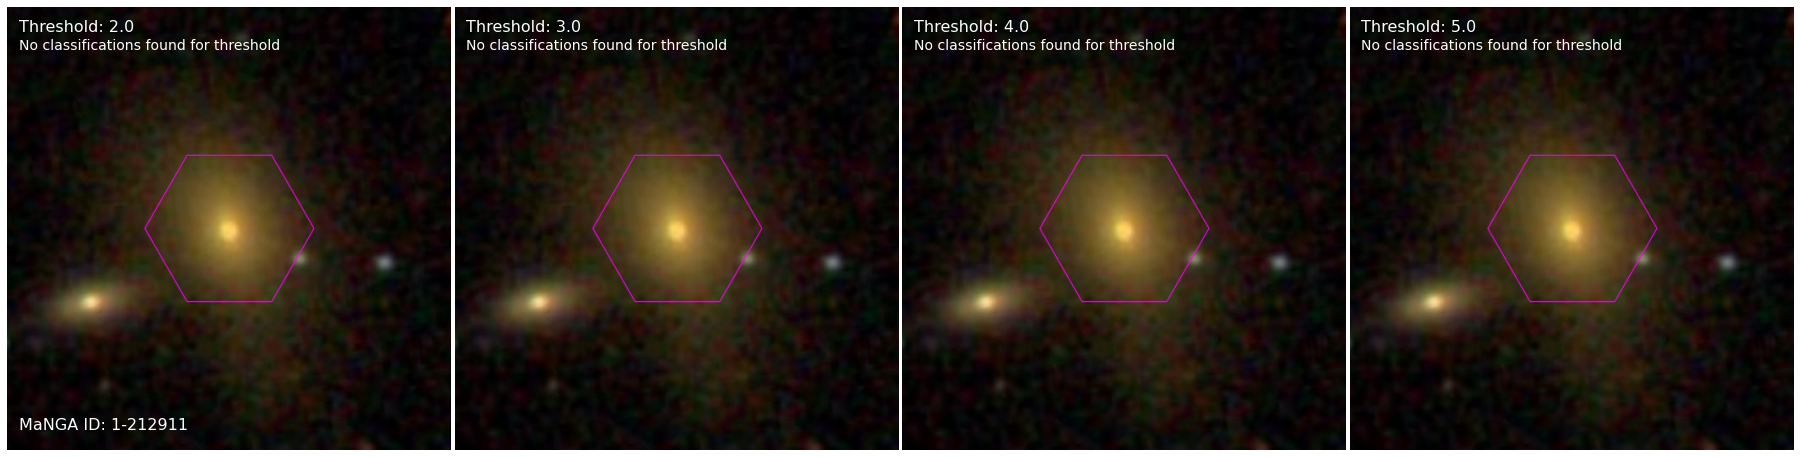 Threshold: 2.0
No classifications found for threshold
MaNGA ID: 1-212911
Threshold: 3.0
No classifications found for threshold
Threshold: 4.0
No classifications found for threshold
Threshold: 5.0
No classifications found for threshold